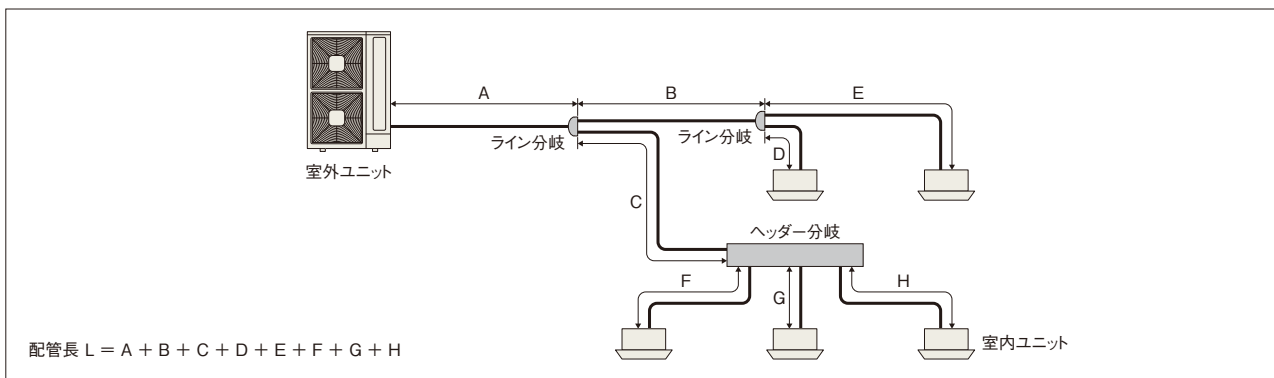 A
B
E
ライン分岐
ライン分岐
D
室外ユニット
C
ヘッダー分岐
F
G
H
室内ユニット
配管長 L = A + B + C + D + E + F + G + H